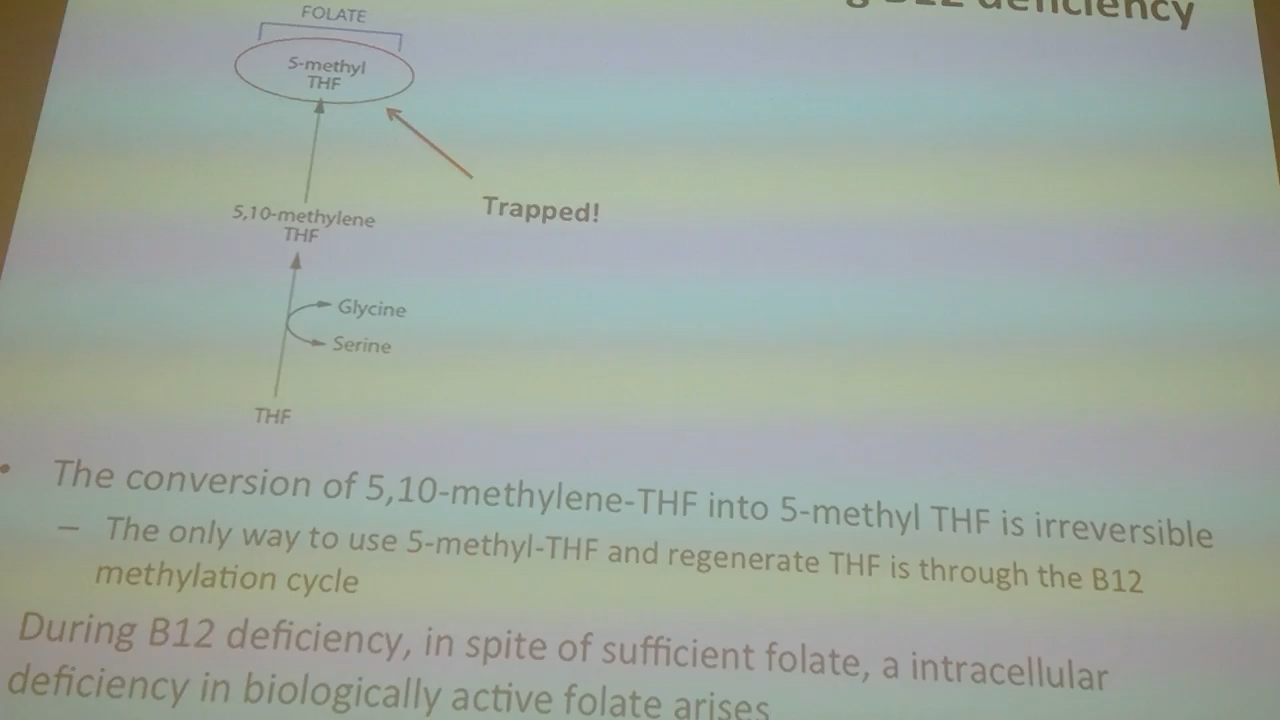 B12 deficiency
FOLATE
5-methyl
THF
Trapped!
5,10-methylene
THF
Glycine
Serine
THF
• The conversion of 5,10-methylene-THF into 5-methyl THF is irreversible
– The only way to use 5-methyl-THF and regenerate THF is through the B12
methylation cycle
During B12 deficiency, in spite of sufficient folate, a intracellular
deficiency in biologically active folate arises